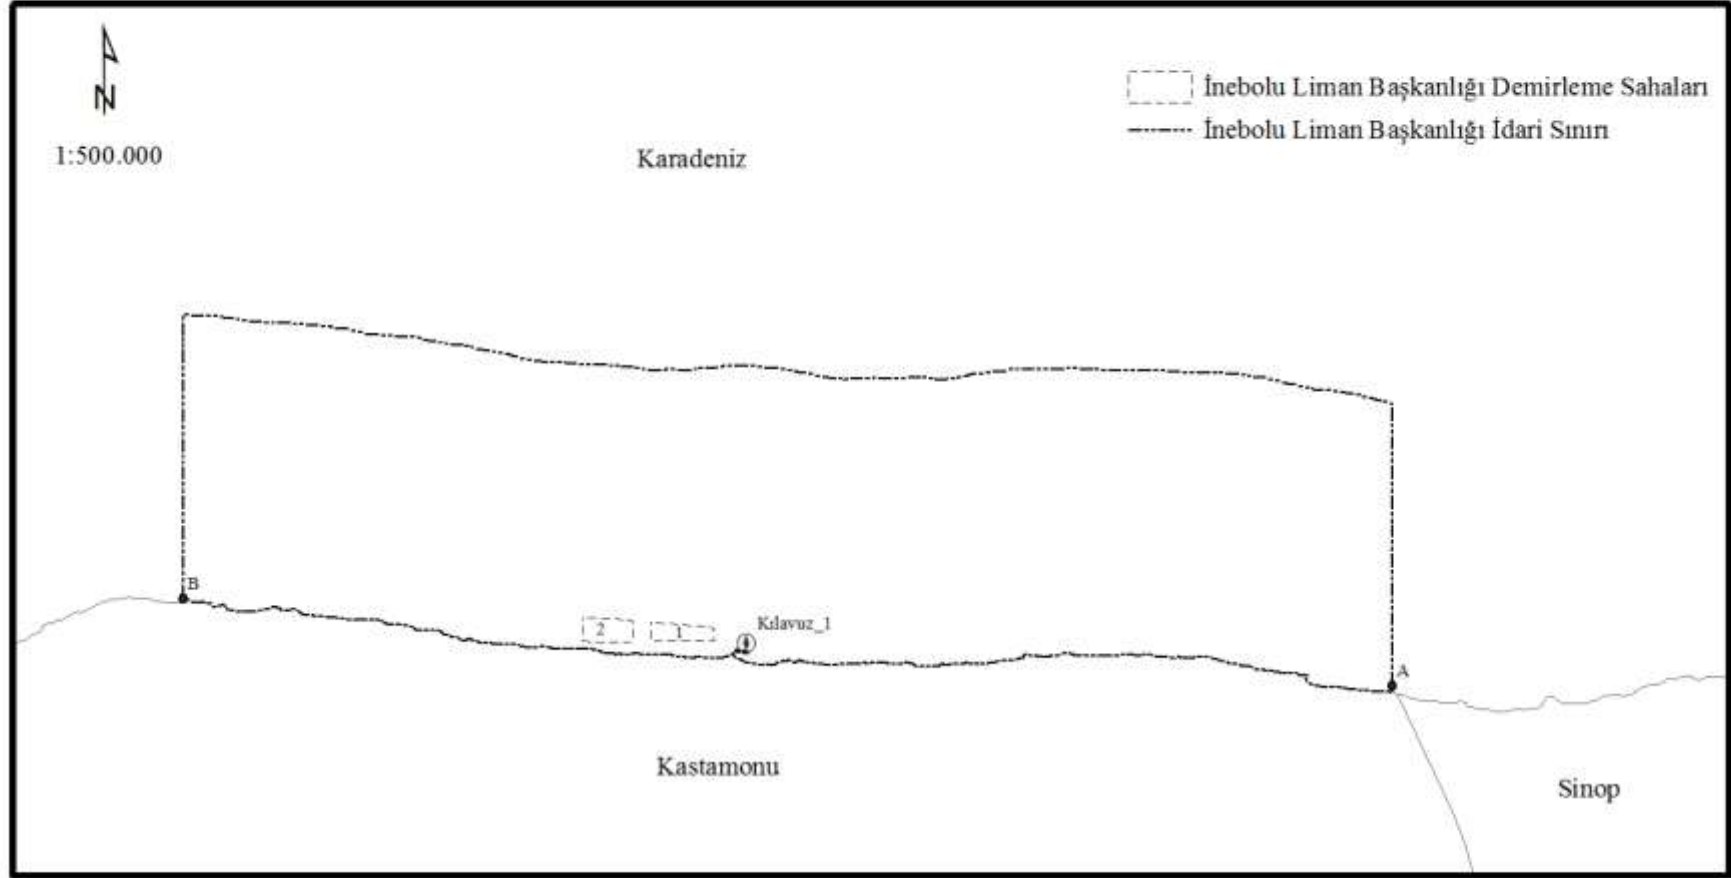 N
1:500.000
İnebolu Liman Başkanlığı Demirleme Sahaları
İnebolu Liman Başkanlığı İdari Sınırı
Karadeniz
B
2
1
Kılavuz_1
A
Kastamonu
Sinop